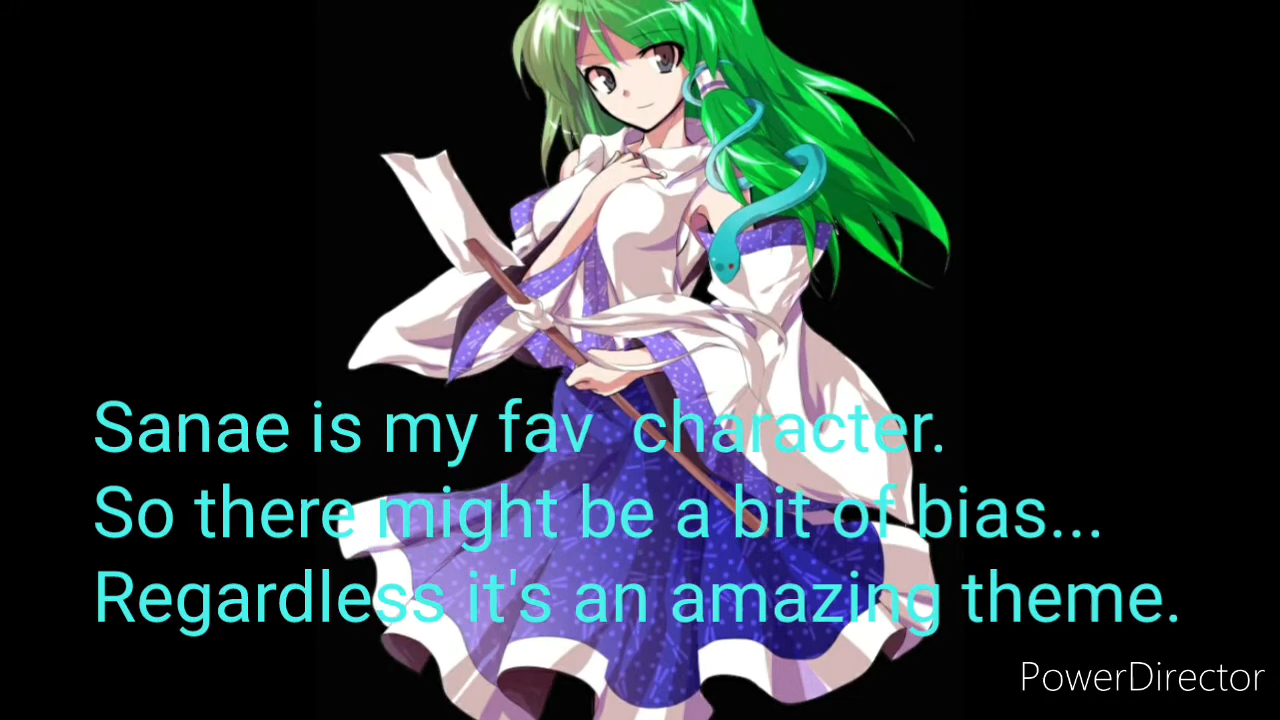 Sanae is my fav  character.
So there might be a bit of bias...
Regardless it's an amazing theme.
PowerDirector